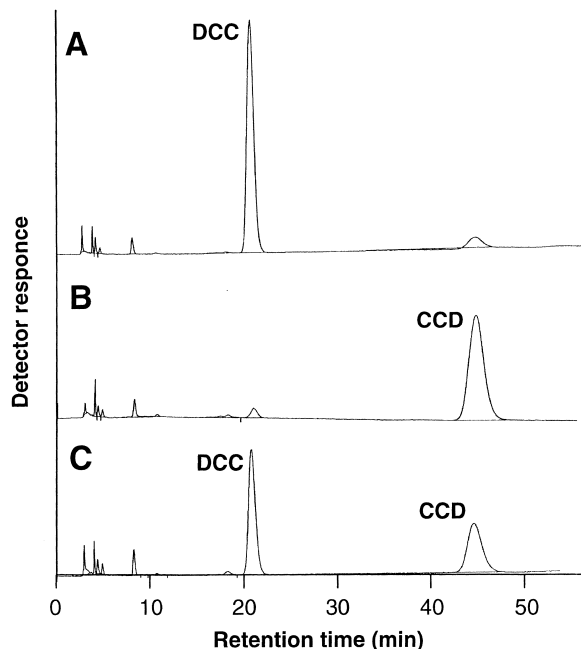 A
DCC
B
CCD
C
DCC
CCD
Detector responce
0 10 20 30 40 50
Retention time (min)